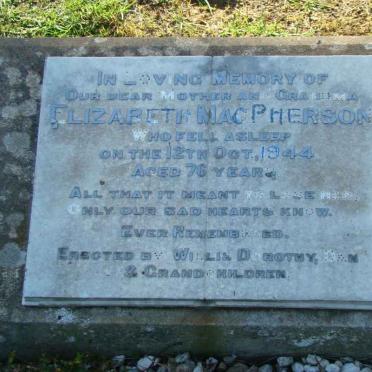 IN LOVING MEMORY OF
OUR DEAR MOTHER AND GRANDMA
ELIZABETH MACPHERSON
WHO FELL ASLEEP
ON THE 12TH OCT. 1944
AGED 76 YEARS
ALL THAT IT MEANT TO LOSE HER,
ONLY OUR SAD HEARTS KNOW.
EVER REMEMBERED.
ERECTED BY WILLIE, DOROTHY,
& GRANDCHILDREN.